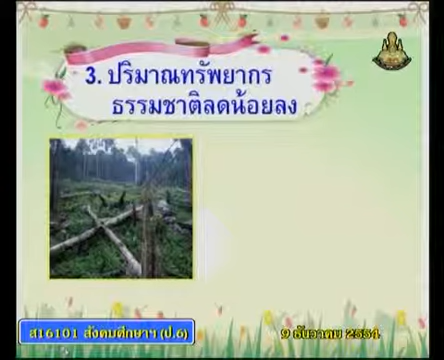 3. ปริมาณทรัพยากร
ธรรมชาติลดน้อยลง
ส16101 สังคมศึกษาฯ (ป.6)
9 ธันวาคม 2554